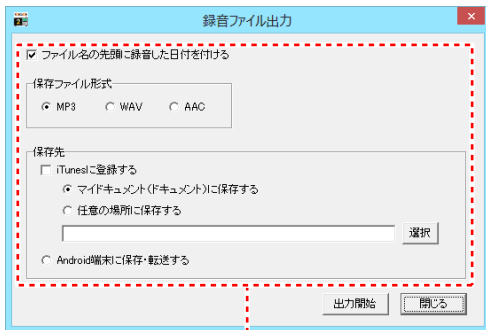 録音ファイル出力
ファイル名の先頭に録音した日付を付ける
保存ファイル形式
MP3 WAV AAC
保存先
iTunesに登録する
マイドキュメント(ドキュメント)に保存する
任意の場所に保存する
選択
Android端末に保存・転送する
出力開始 閉じる